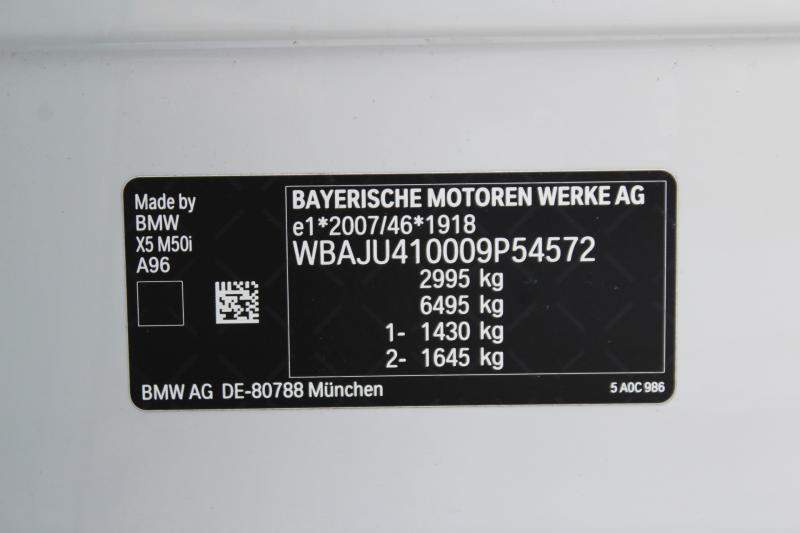 Made by
BMW
X5 M50i
A96
BAYERISCHE MOTOREN WERKE AG
e1*2007/46*1918
WBAJU410009P54572
2995 kg
6495 kg
1- 1430 kg
2- 1645 kg
BMW AG DE-80788 München
5 A0C 986